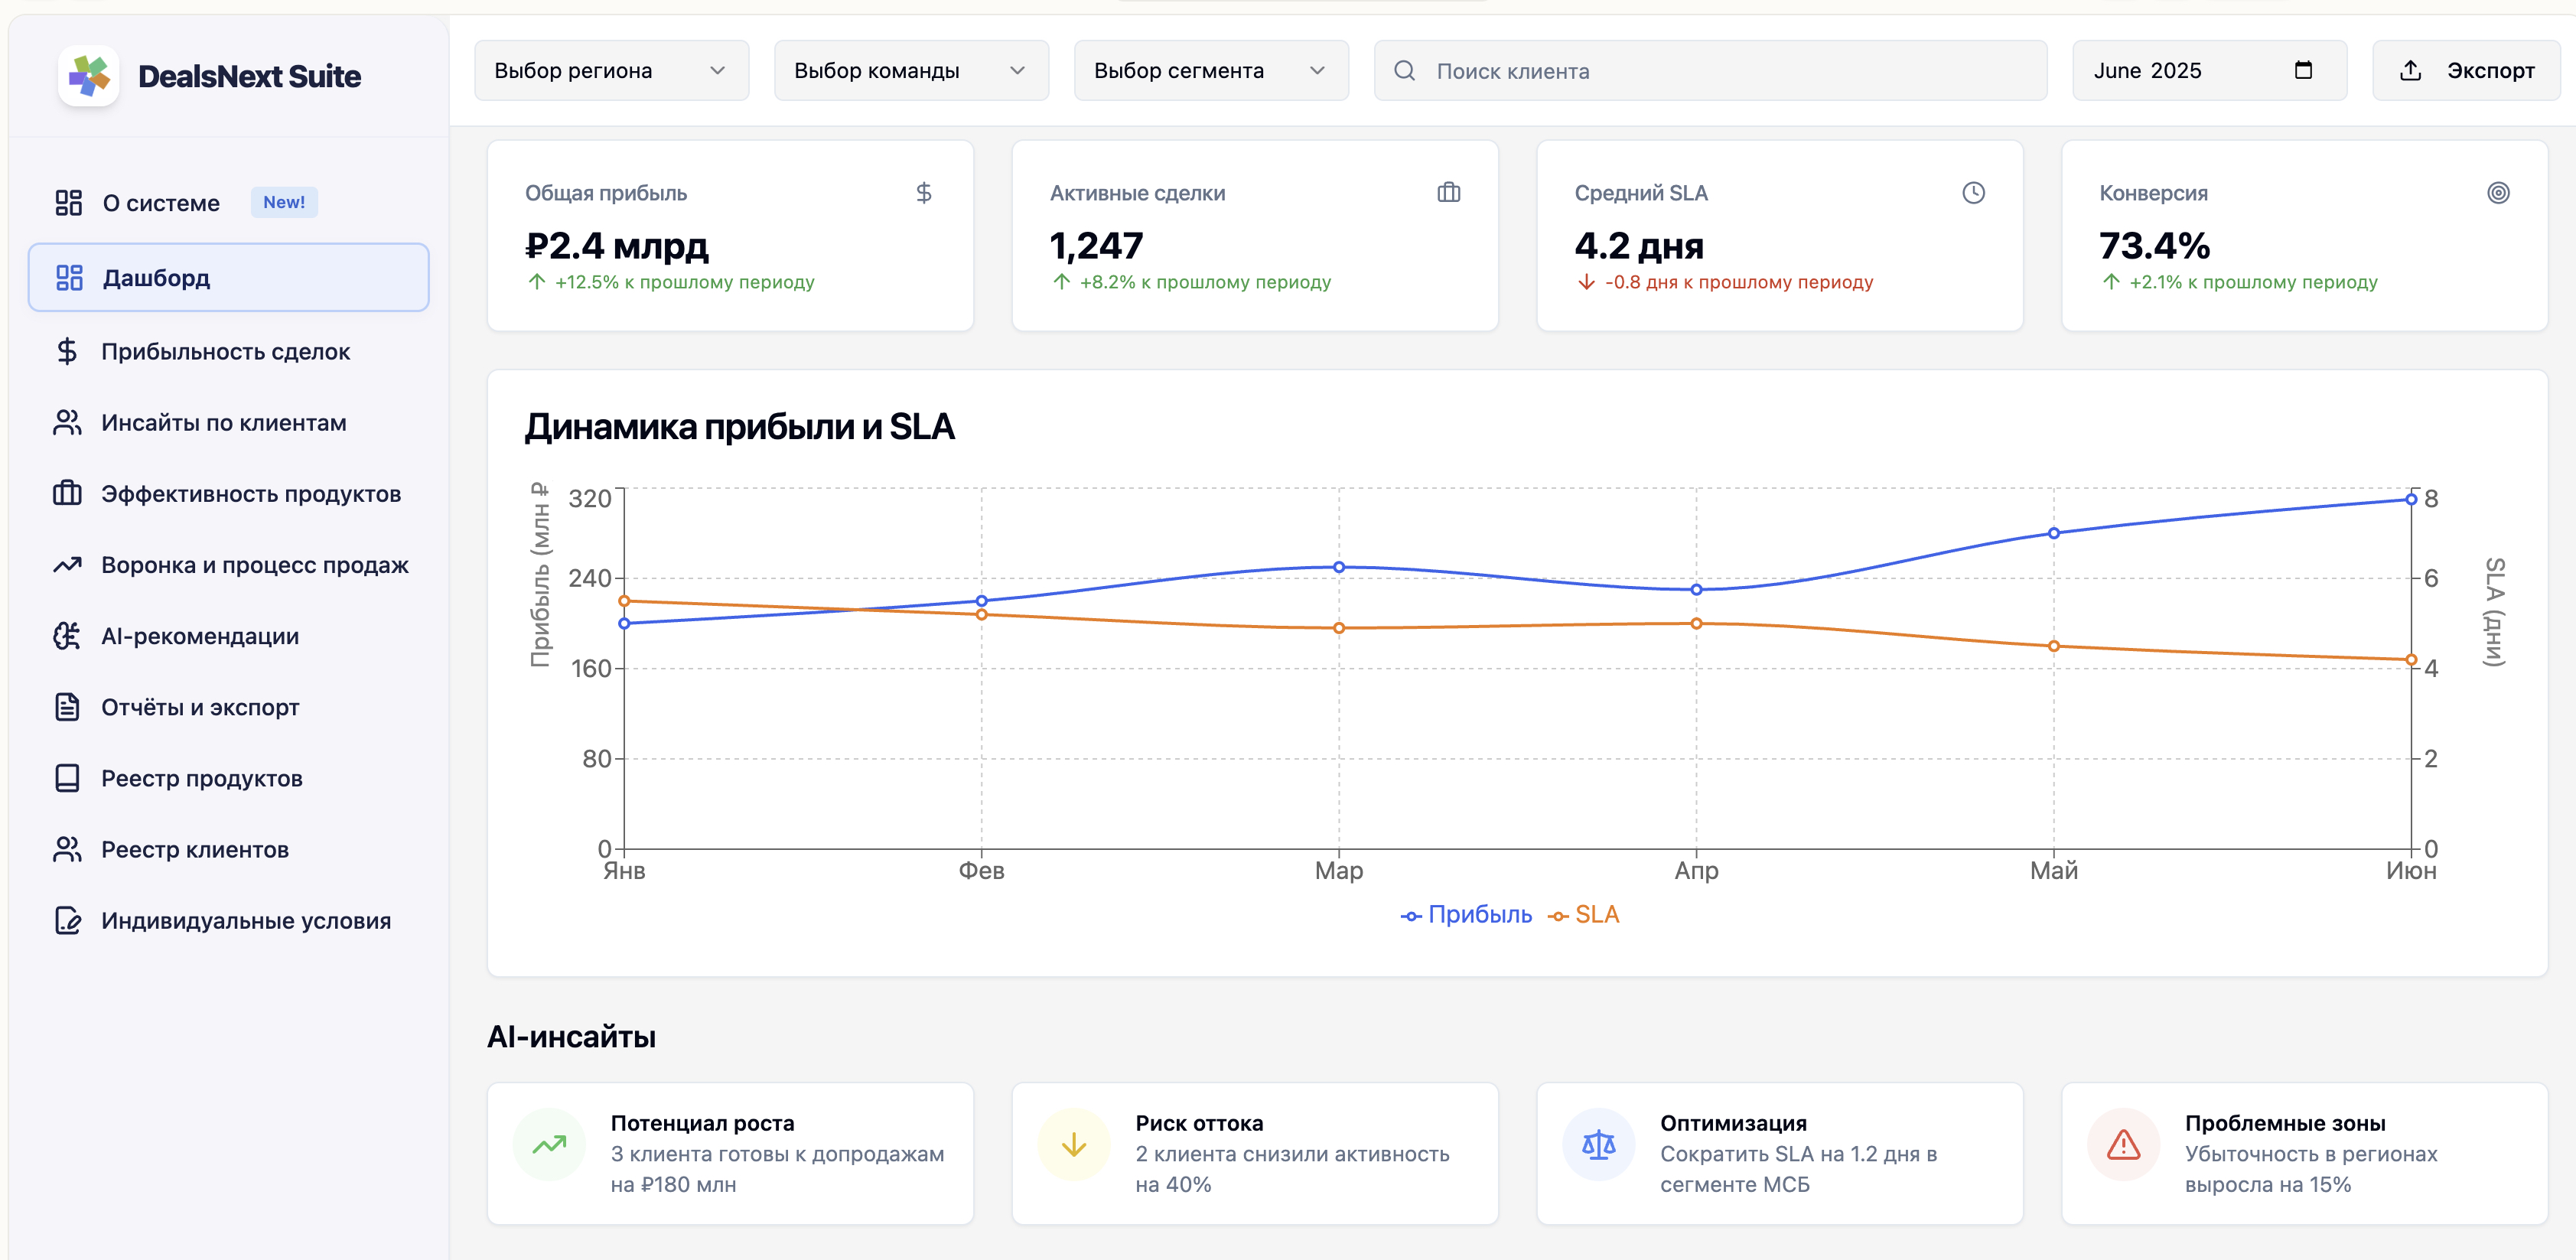 DealsNext Suite
Выбор региона
Выбор команды
Выбор сегмента
Поиск клиента
June 2025
Экспорт
О системе
New!
Дашборд
Прибыльность сделок
Инсайты по клиентам
Эффективность продуктов
Воронка и процесс продаж
AI-рекомендации
Отчёты и экспорт
Реестр продуктов
Реестр клиентов
Индивидуальные условия
Общая прибыль
₽2.4 млрд
+12.5% к прошлому периоду
Активные сделки
1,247
+8.2% к прошлому периоду
Средний SLA
4.2 дня
-0.8 дня к прошлому периоду
Конверсия
73.4%
+2.1% к прошлому периоду
Динамика прибыли и SLA
Прибыль (млн ₽
320
240
160
80
0
8
6
4
2
0
SLA (дни)
Янв
Фев
Мар
Апр
Май
Июн
Прибыль
SLA
AI-инсайты
Потенциал роста
3 клиента готовы к допродажам
на ₽180 млн
Риск оттока
2 клиента снизили активность
на 40%
Оптимизация
Сократить SLA на 1.2 дня в
сегменте МСБ
Проблемные зоны
Убыточность в регионах
выросла на 15%